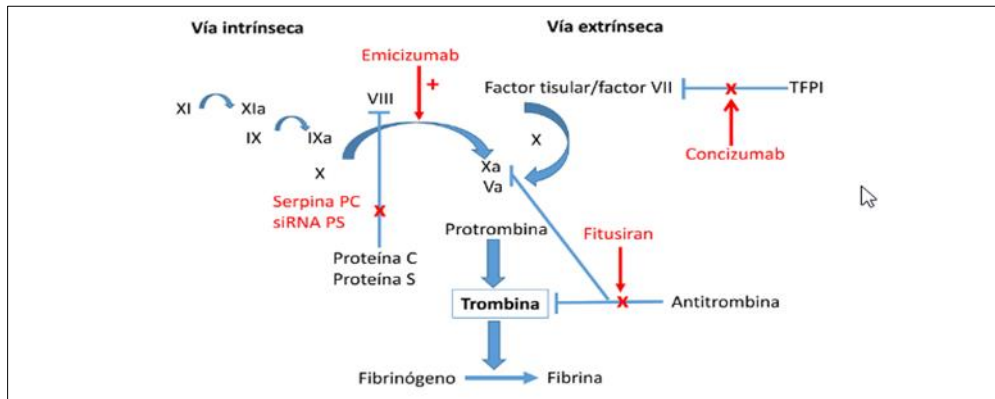 Vía intrínseca
Vía extrínseca
Emicizumab
+
VIII
Factor tisular/factor VII
x
TFPI
XI
XIa
IX
IXa
X
X
Concizumab
Xa
Va
Serpina PC
siRNA PS
x
Protrombina
Fitusiran
Proteína C
Proteína S
Trombina
x
Antitrombina
Fibrinógeno
Fibrina